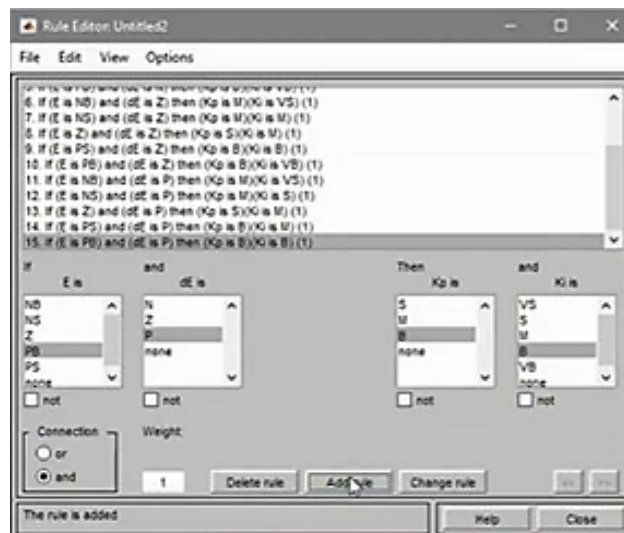 Rule Editor: Untitled2
File Edit View Options
6. If (E is NB) and (dE is Z) then (Kp is M)(Ki is VS) (1)
7. If (E is NS) and (dE is Z) then (Kp is M)(Ki is M) (1)
8. If (E is Z) and (dE is Z) then (Kp is S)(Ki is M) (1)
9. If (E is PS) and (dE is Z) then (Kp is B)(Ki is B) (1)
10. If (E is PB) and (dE is Z) then (Kp is B)(Ki is VB) (1)
11. If (E is NB) and (dE is P) then (Kp is M)(Ki is VS) (1)
12. If (E is NS) and (dE is P) then (Kp is M)(Ki is S) (1)
13. If (E is Z) and (dE is P) then (Kp is S)(Ki is M) (1)
14. If (E is PS) and (dE is P) then (Kp is B)(Ki is M) (1)
15. If (E is PB) and (dE is P) then (Kp is B)(Ki is B) (1)
If and Then and
E is dE is Kp is Ki is
NB N S VS
NS Z M S
Z P B M
PB none none B
PS VB
none none
not not not not
Connection Weight:
or
and 1 Delete rule Add rule Change rule << >>
The rule is added Help Close